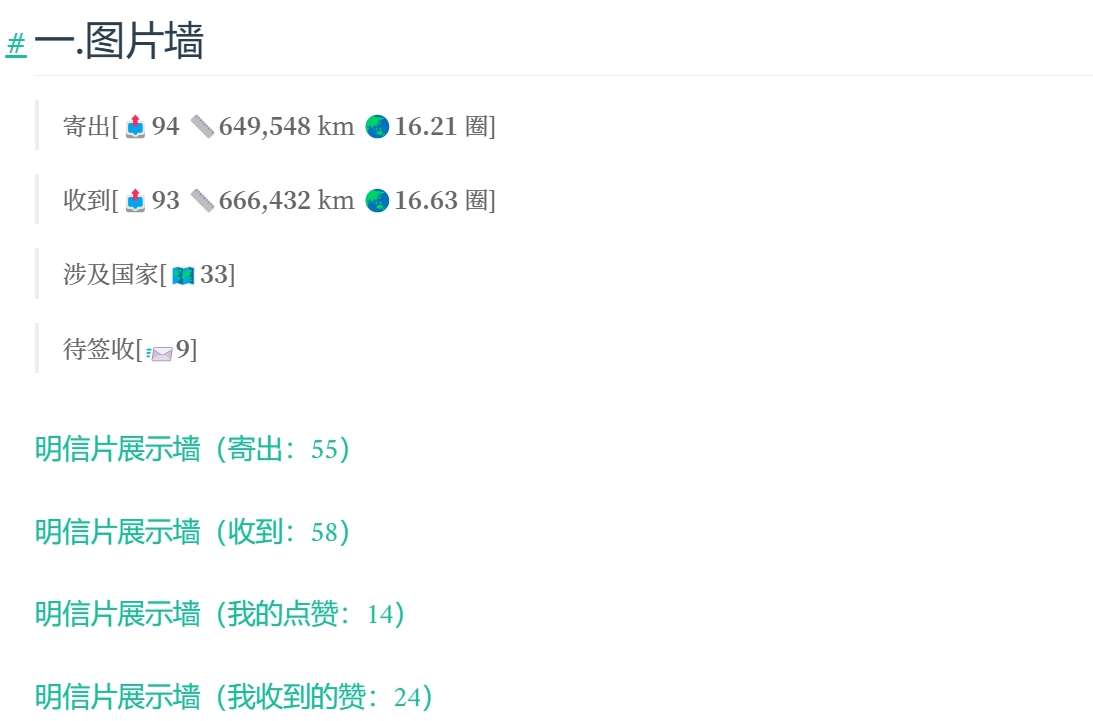 # 一.图片墙
寄出[ 📤 94 📏 649,548 km 🌏 16.21 圈]
收到[ 📤 93 📏 666,432 km 🌏 16.63 圈]
涉及国家[ 🗺️ 33]
待签收[ 📨 9]
明信片展示墙（寄出：55）
明信片展示墙（收到：58）
明信片展示墙（我的点赞：14）
明信片展示墙（我收到的赞：24）